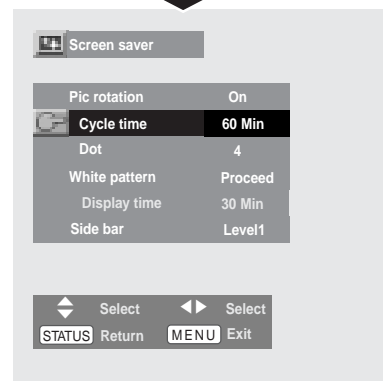 Screen saver
Pic rotation On
Cycle time 60 Min
Dot 4
White pattern Proceed
Display time 30 Min
Side bar Level1
Select Select
STATUS Return MENU Exit